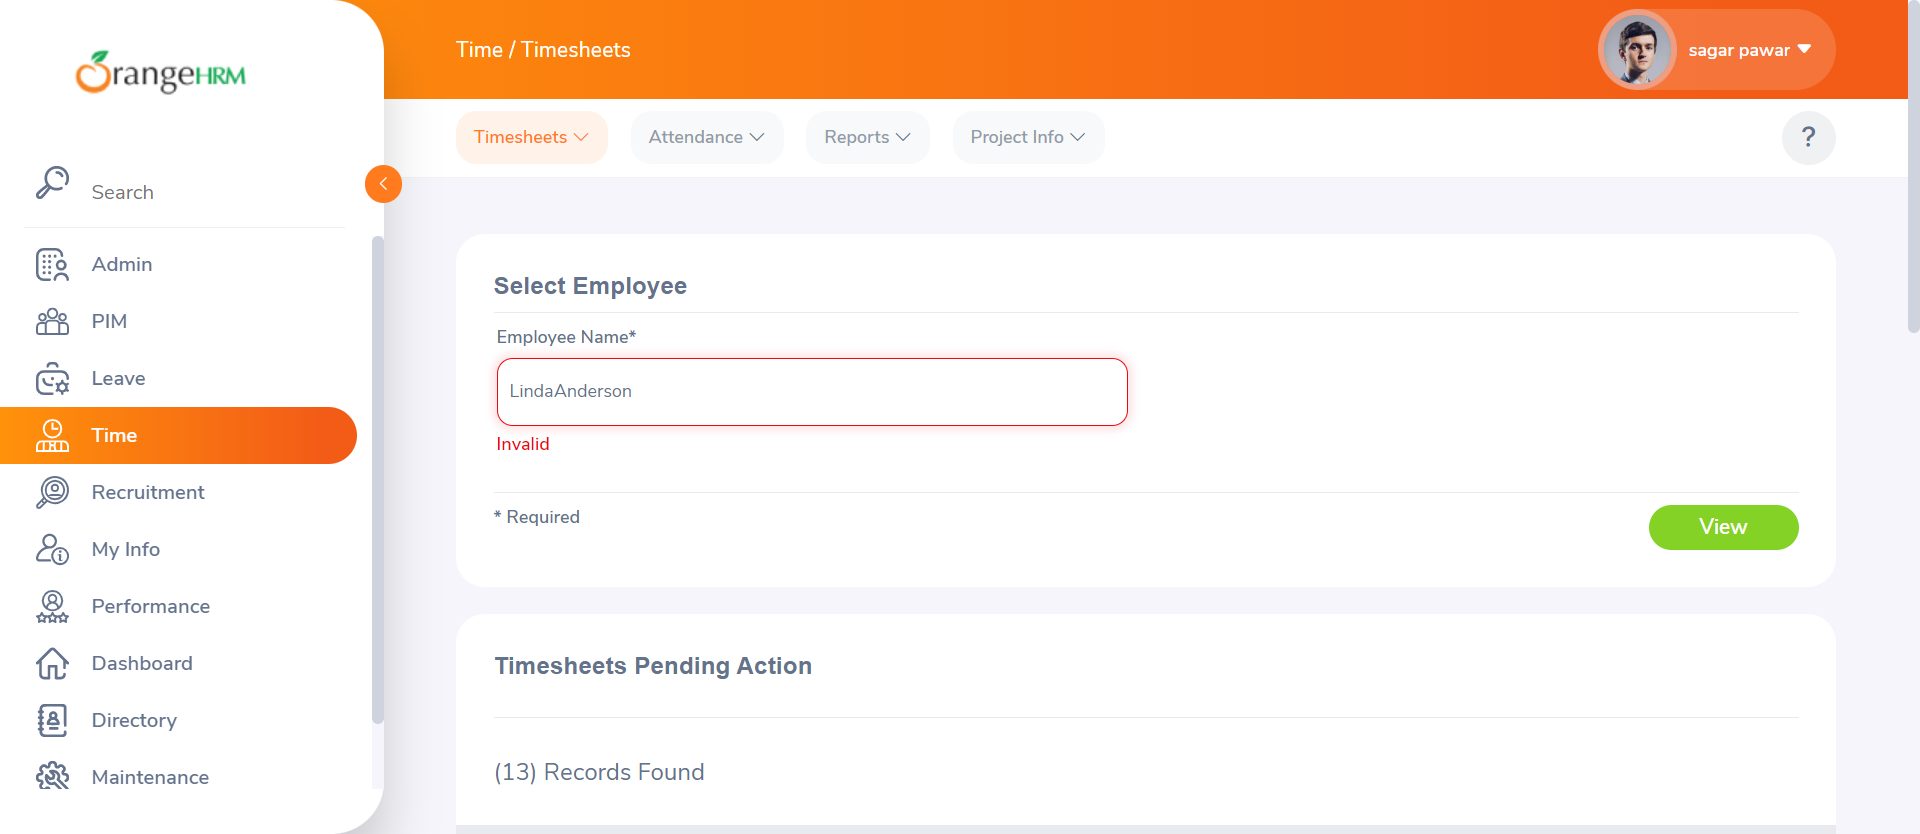 OrangeHRM
Time / Timesheets
sagar pawar
Timesheets
Attendance
Reports
Project Info
?
Search
Admin
PIM
Leave
Time
Recruitment
My Info
Performance
Dashboard
Directory
Maintenance
Select Employee
Employee Name*
LindaAnderson
Invalid
* Required
View
Timesheets Pending Action
(13) Records Found